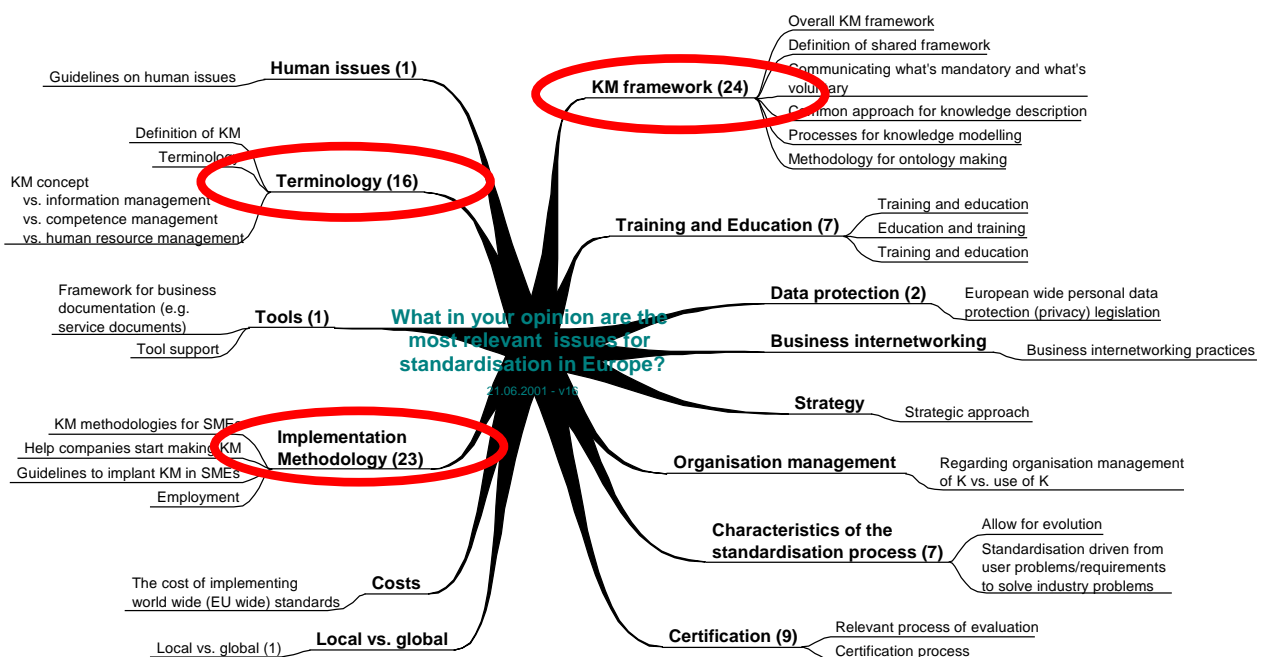 What in your opinion are the
most relevant issues for
standardisation in Europe?
21.06.2001 - v16
Human issues (1)
Guidelines on human issues
Terminology (16)
Definition of KM
Terminology
KM concept
vs. information management
vs. competence management
vs. human resource management
Tools (1)
Framework for business
documentation (e.g.
service documents)
Tool support
Implementation
Methodology (23)
KM methodologies for SMEs
Help companies start making KM
Guidelines to implant KM in SMEs
Employment
Costs
The cost of implementing
world wide (EU wide) standards
Local vs. global
Local vs. global (1)
KM framework (24)
Overall KM framework
Definition of shared framework
Communicating what's mandatory and what's
voluntary
Common approach for knowledge description
Processes for knowledge modelling
Methodology for ontology making
Training and Education (7)
Training and education
Education and training
Training and education
Data protection (2)
European wide personal data
protection (privacy) legislation
Business internetworking
Business internetworking practices
Strategy
Strategic approach
Organisation management
Regarding organisation management
of K vs. use of K
Characteristics of the
standardisation process (7)
Allow for evolution
Standardisation driven from
user problems/requirements
to solve industry problems
Certification (9)
Relevant process of evaluation
Certification process